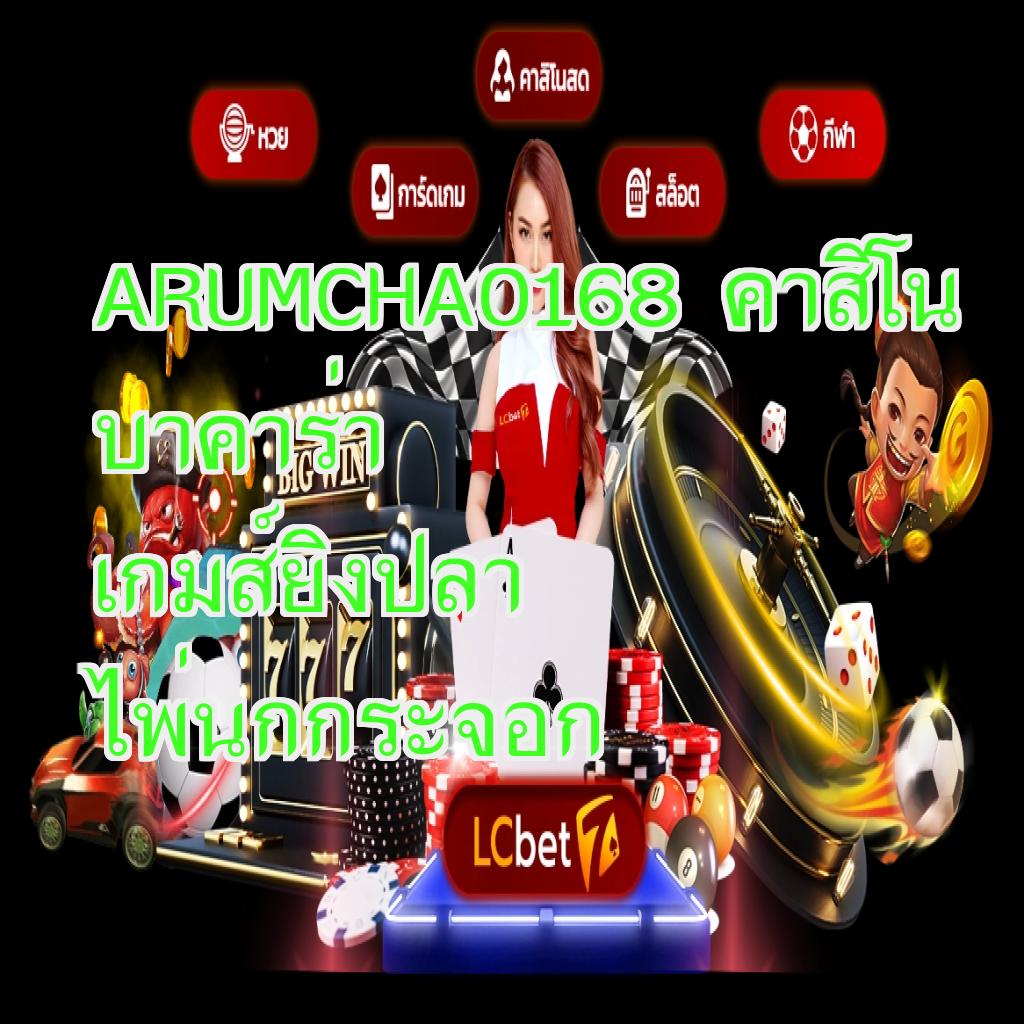 คาสิโนสด
หวย
กีฬา
การ์ดเกม
สล็อต
ARUMCHAO168 คาสิโน
บาคาร่า
BIG WIN
LCbet
เกมส์ยิงปลา
777
ไพ่นกกระจอก
LCbet